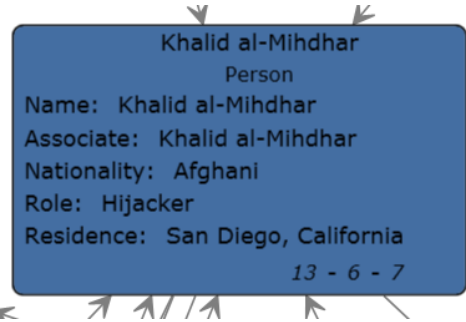 Khalid al-Mihdhar
Person
Name: Khalid al-Mihdhar
Associate: Khalid al-Mihdhar
Nationality: Afghani
Role: Hijacker
Residence: San Diego, California
13 - 6 - 7